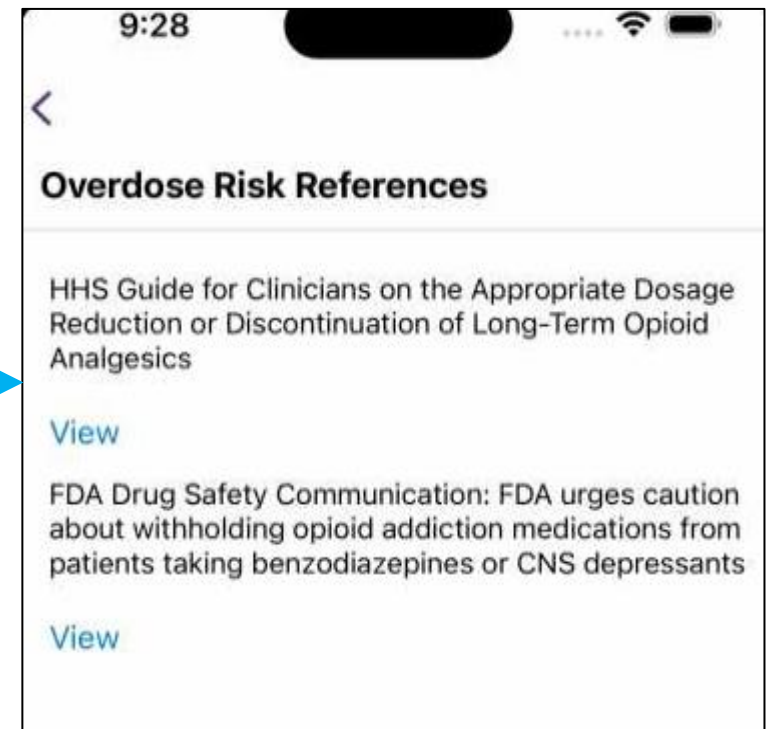 9:28
Overdose Risk References
HHS Guide for Clinicians on the Appropriate Dosage
Reduction or Discontinuation of Long-Term Opioid
Analgesics
View
FDA Drug Safety Communication: FDA urges caution
about withholding opioid addiction medications from
patients taking benzodiazepines or CNS depressants
View